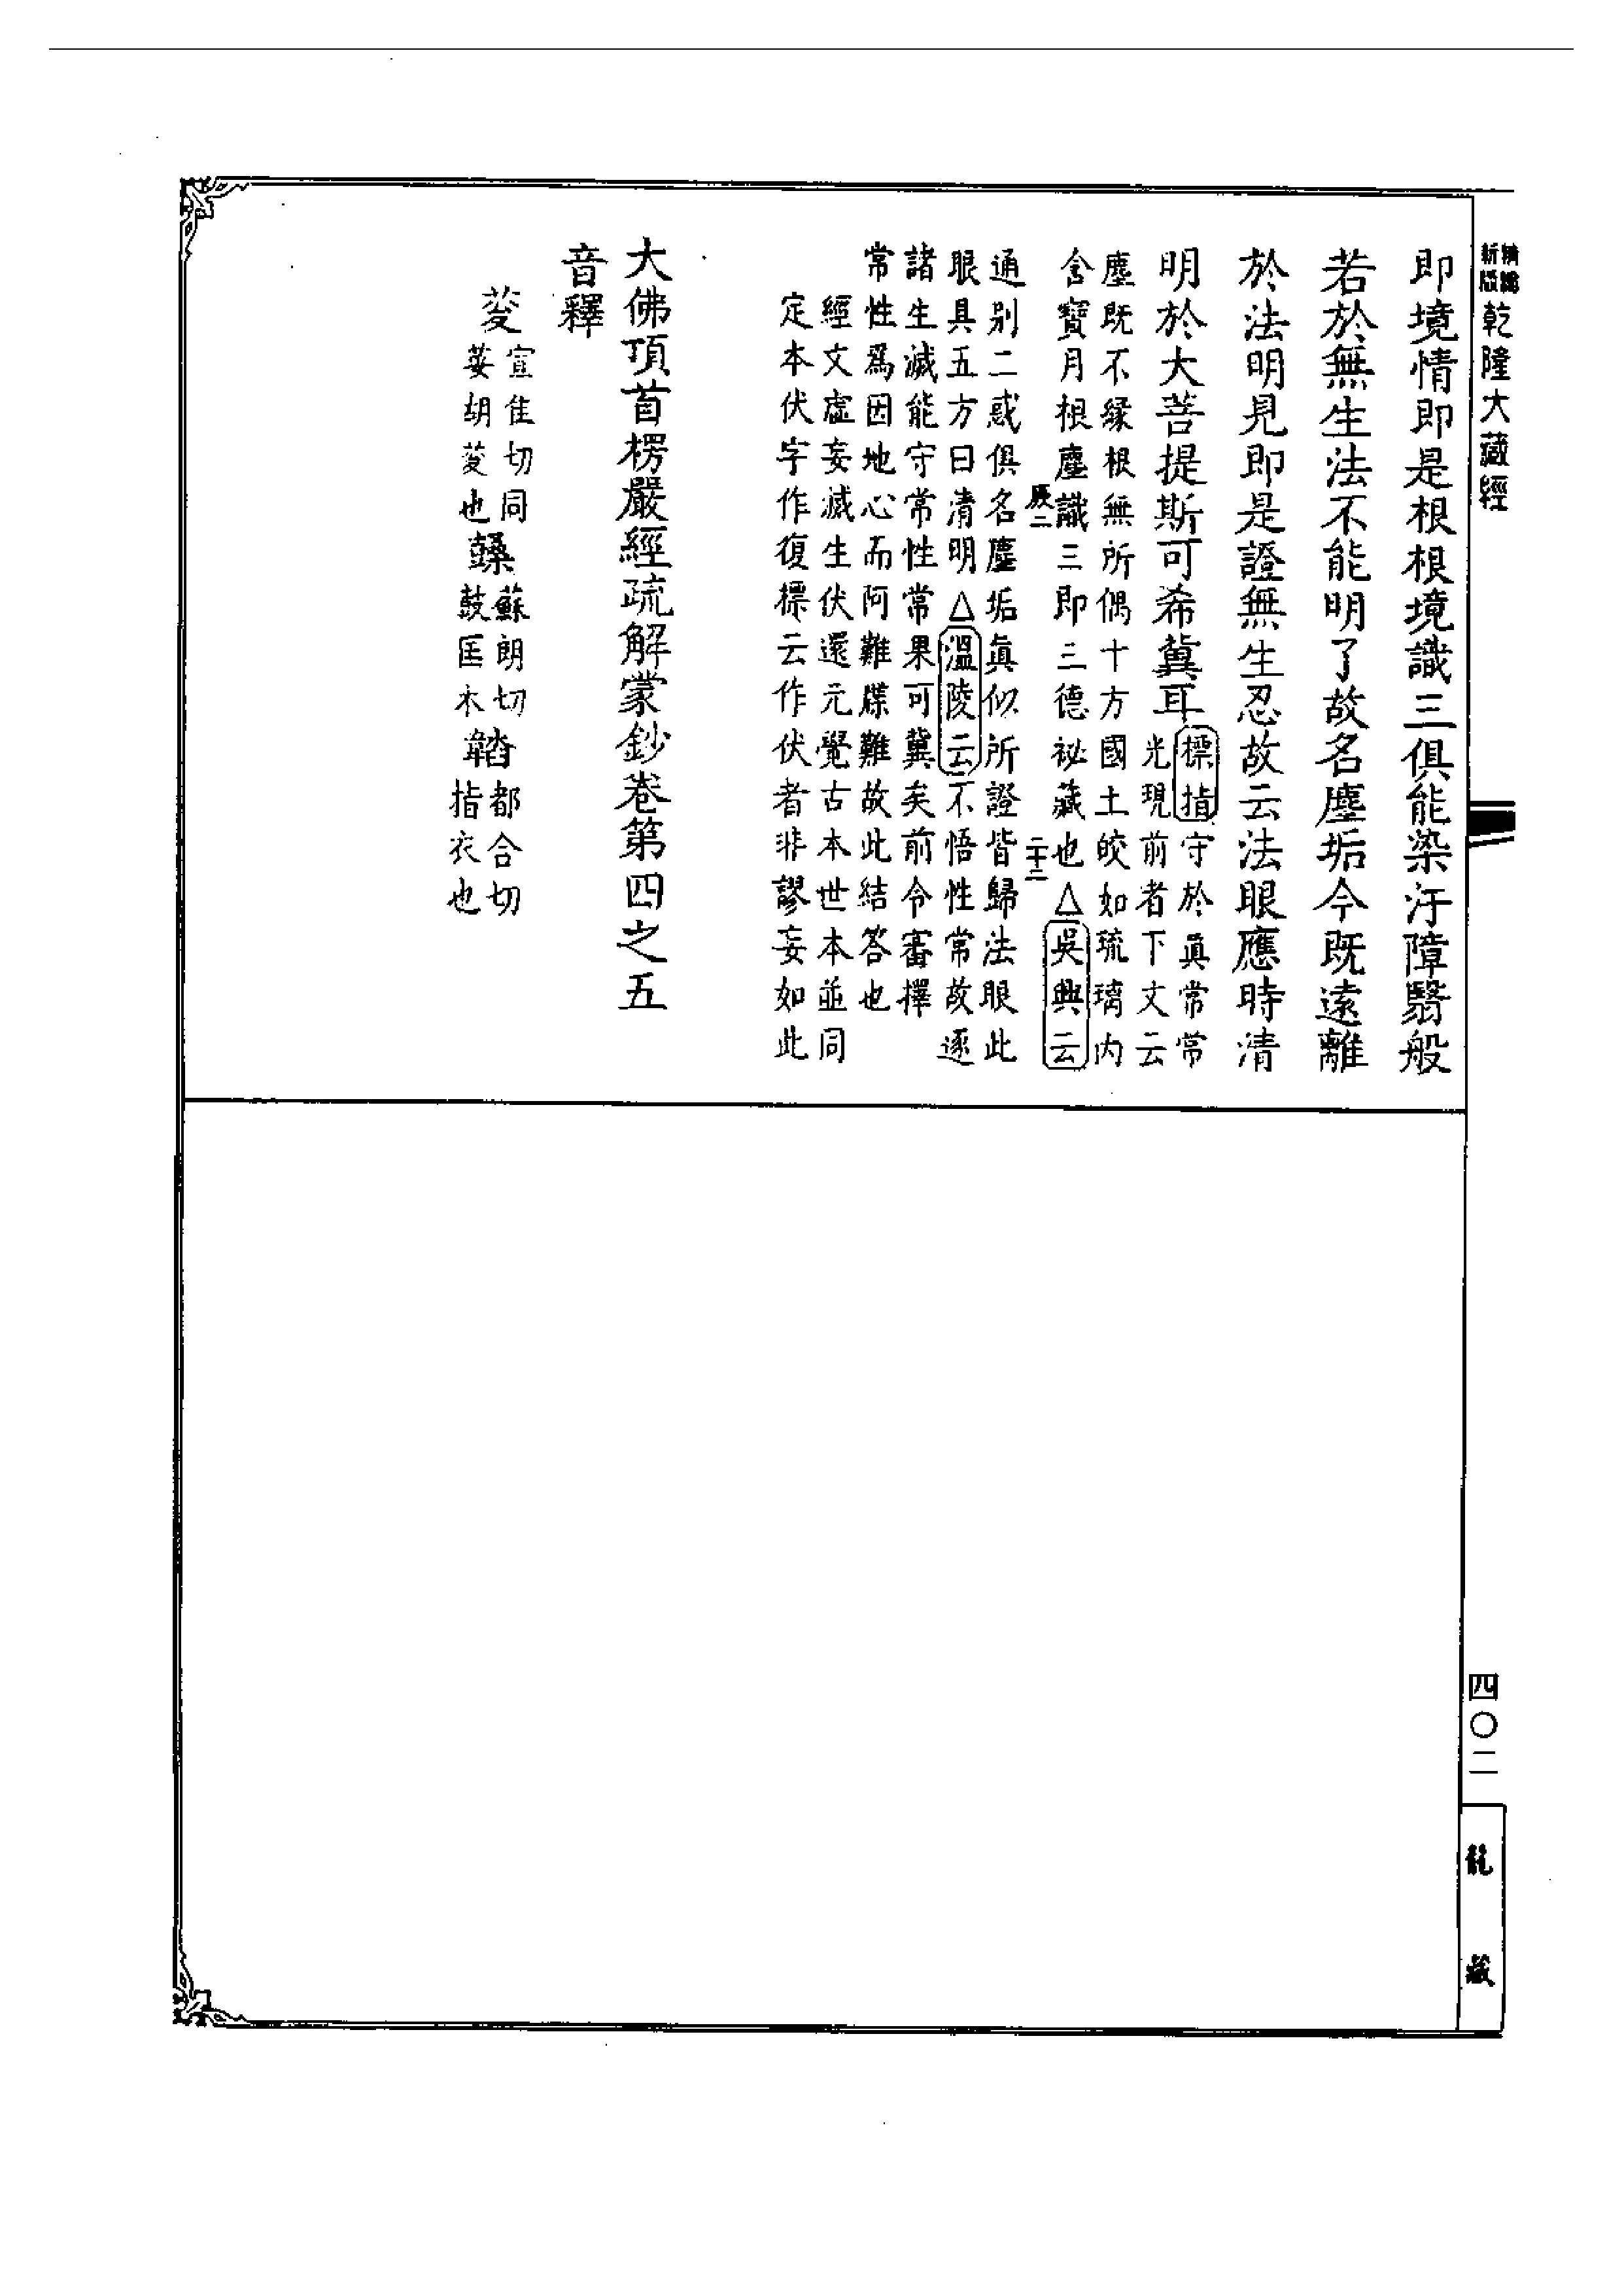 精編
新版
乾隆大藏經
即境情即是根根境識三俱能染汙障翳般
若於無生法不能明了故名塵垢今既遠離
於法明見即是證無生忍故云法眼應時清
明於大菩提斯可希冀耳標指守於眞常常
光現前者下文云
塵既不緣根無所偶十方國土皎如琉璃內
含寶月根塵識三即三德祕藏也△吳興云
二十二
通別二惑俱名塵垢眞似所證皆歸法眼此
眼具五方曰清明△溫陵云不悟性常故逐
諸生滅能守常性常果可冀矣前令審擇
常性爲因地心而阿難牒難故此結答也
經文虛妄滅生伏還元覺古本世本並同
定本伏字作復標云作伏者非謬妄如此
大佛頂首楞嚴經疏解蒙鈔卷第四之五
音釋
荾宣隹切同
荽胡荾也
鼞蘇朗切
鼓匡木
韜都合切
指衣也
四〇二
龍藏